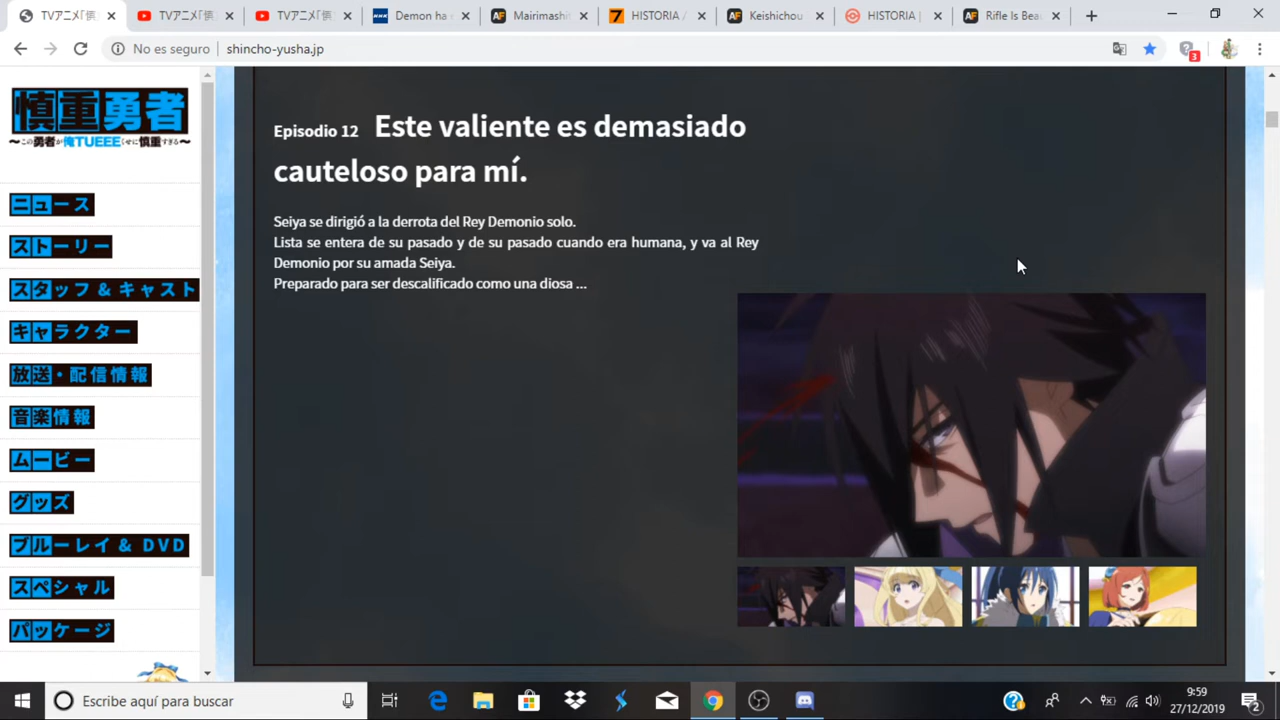 TVアニメ「慎
TVアニメ「慎
TVアニメ「慎
Demon ha
Mairimashi
HISTORIA /
Keishichou
HISTORIA |
Rifle Is Bea
No es seguro | shincho-yusha.jp
3
慎重勇者
～この勇者が俺TUEEEくせに慎重すぎる～
ニュース
ストーリー
スタッフ & キャスト
キャラクター
放送・配信情報
音楽情報
ムービー
グッズ
ブルーレイ & DVD
スペシャル
パッケージ
Episodio 12 Este valiente es demasiado
cauteloso para mí.
Seiya se dirigió a la derrota del Rey Demonio solo.
Lista se entera de su pasado y de su pasado cuando era humana, y va al Rey
Demonio por su amada Seiya.
Preparado para ser descalificado como una diosa ...
Escribe aquí para buscar
9:59
27/12/2019
2